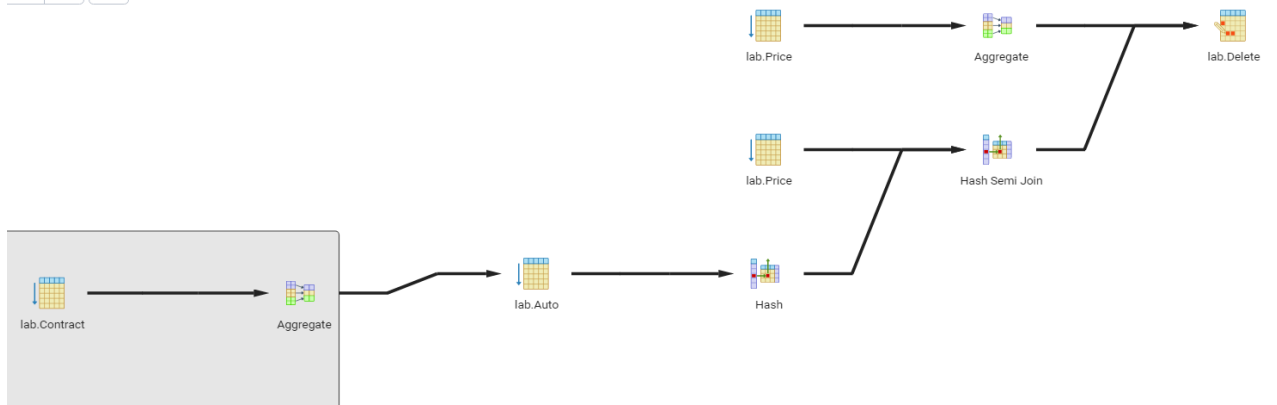 lab.Price
Aggregate
lab.Delete
lab.Price
Hash Semi Join
lab.Contract
Aggregate
lab.Auto
Hash